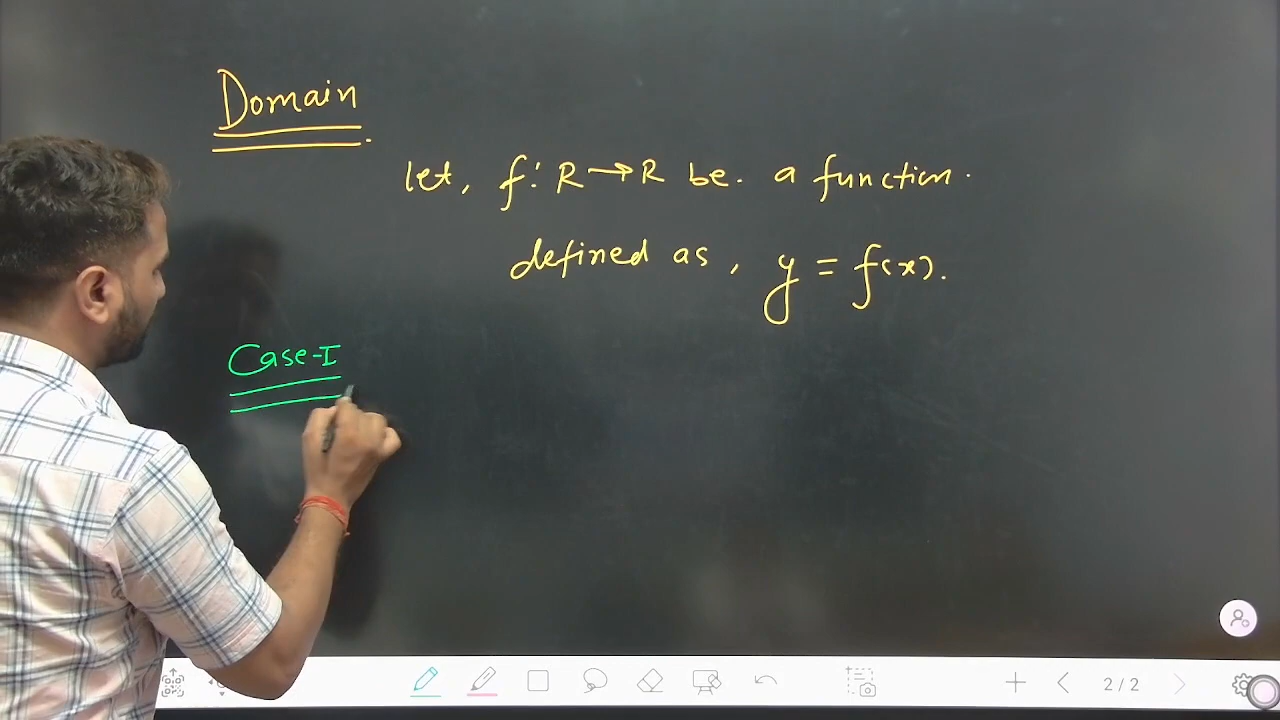 Domain.
let, f: R→R be. a function.
defined as, y = f(x).
Case-I
2/2